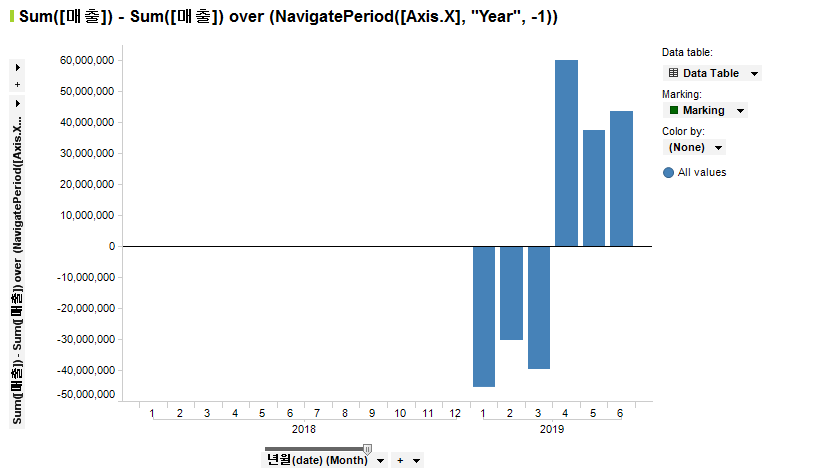 Sum([매출]) - Sum([매출]) over (NavigatePeriod([Axis.X], "Year", -1))
Sum([매출]) - Sum([매출]) over (NavigatePeriod([Axis.X...
+
60,000,000
50,000,000
40,000,000
30,000,000
20,000,000
10,000,000
0
-10,000,000
-20,000,000
-30,000,000
-40,000,000
-50,000,000
1 2 3 4 5 6 7 8 9 10 11 12 1 2 3 4 5 6
2018 2019
년월(date) (Month) +
Data table:
Data Table
Marking:
Marking
Color by:
(None)
All values